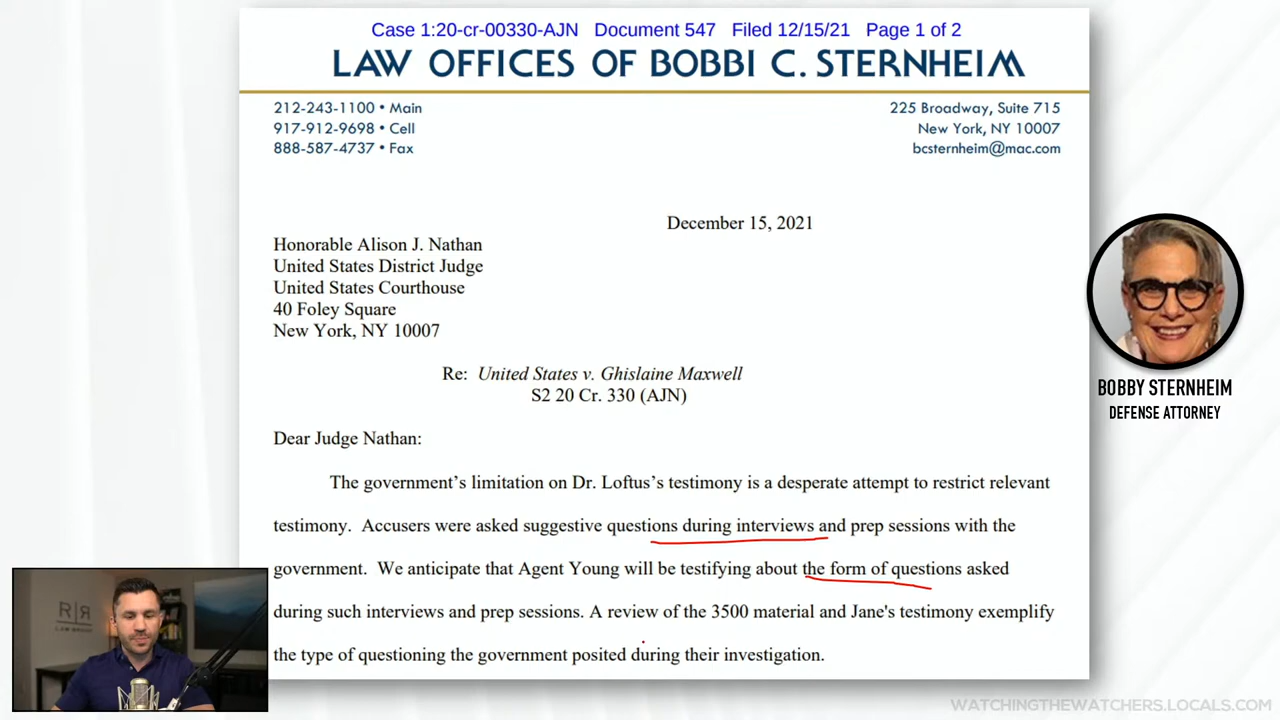 Case 1:20-cr-00330-AJN Document 547 Filed 12/15/21 Page 1 of 2
LAW OFFICES OF BOBBI C. STERNHEIM
212-243-1100 • Main
917-912-9698 • Cell
888-587-4737 • Fax
225 Broadway, Suite 715
New York, NY 10007
bcsternheim@mac.com
December 15, 2021
Honorable Alison J. Nathan
United States District Judge
United States Courthouse
40 Foley Square
New York, NY 10007
Re: United States v. Ghislaine Maxwell
S2 20 Cr. 330 (AJN)
Dear Judge Nathan:
The government’s limitation on Dr. Loftus’s testimony is a desperate attempt to restrict relevant
testimony. Accusers were asked suggestive questions during interviews and prep sessions with the
government. We anticipate that Agent Young will be testifying about the form of questions asked
during such interviews and prep sessions. A review of the 3500 material and Jane's testimony exemplify
the type of questioning the government posited during their investigation.
BOBBY STERNHEIM
DEFENSE ATTORNEY
R|R
LAW GROUP
WATCHINGTHEWATCHERS.LOCALS.COM